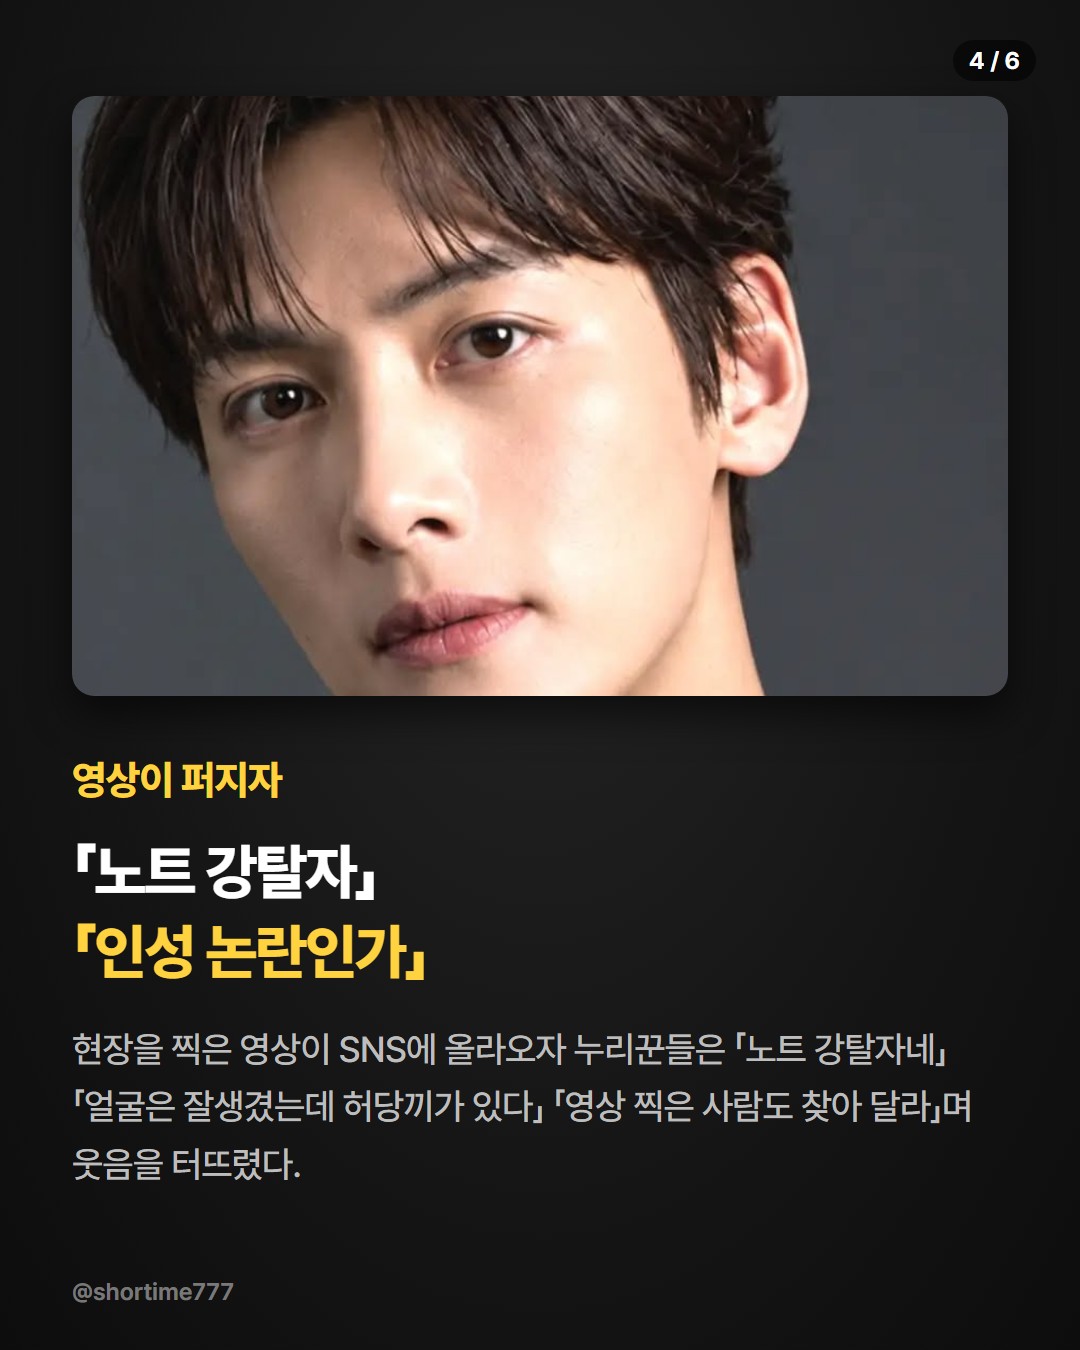 4 / 6
영상이 퍼지자
「노트 강탈자」
「인성 논란인가」
현장을 찍은 영상이 SNS에 올라오자 누리꾼들은 「노트 강탈자네」
「얼굴은 잘생겼는데 허당끼가 있다」 「영상 찍은 사람도 찾아 달라」며
웃음을 터뜨렸다.
@shortime777